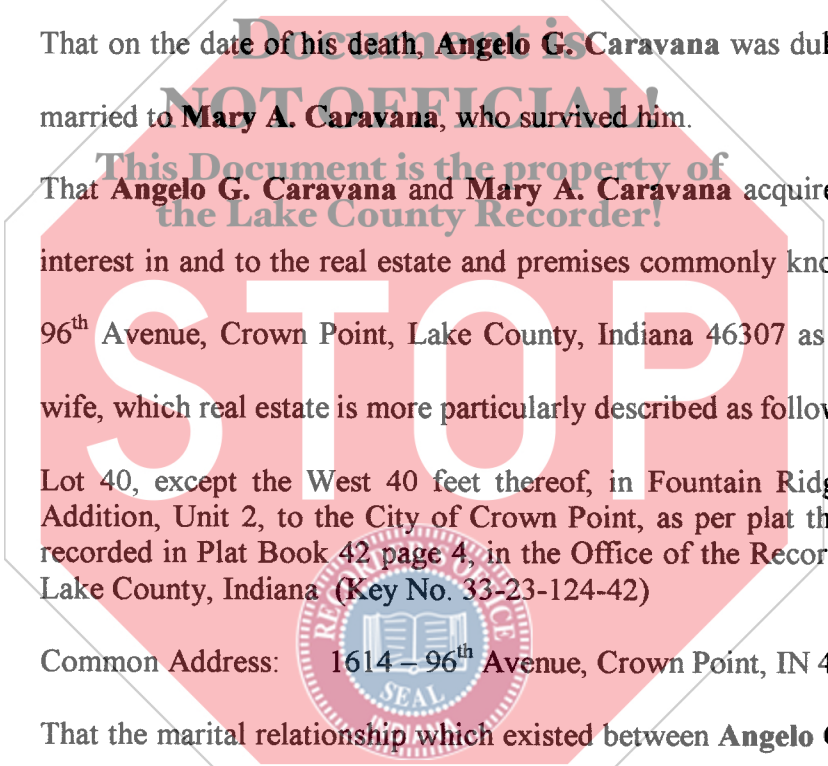 Document is
That on the date of his death, Angelo G. Caravana was
NOT OFFICIAL!
married to Mary A. Caravana, who survived him.
This Document is the property of
That Angelo G. Caravana and Mary A. Caravana
the Lake County Recorder!
interest in and to the real estate and premises commonly
STOP
96th Avenue, Crown Point, Lake County, Indiana 46307 as
wife, which real estate is more particularly described as
Lot 40, except the West 40 feet thereof, in Fountain
Addition, Unit 2, to the City of Crown Point, as per plat
recorded in Plat Book 42 page 4, in the Office of the
Lake County, Indiana (Key No. 33-23-124-42)
Common Address: 1614 – 96th Avenue, Crown Point, IN 4
SEAL
INDIANA
That the marital relationship which existed between Angelo